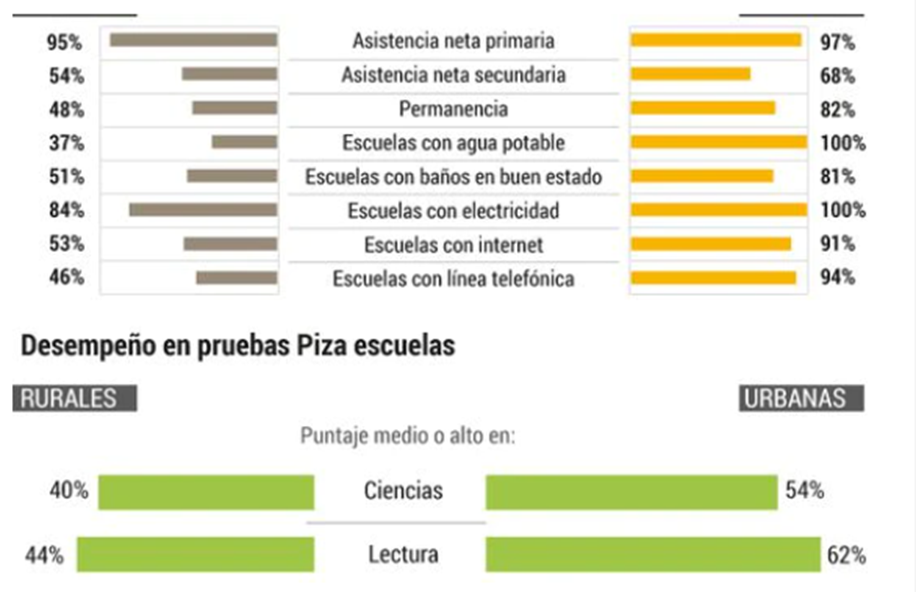 95% Asistencia neta primaria 97%
54% Asistencia neta secundaria 68%
48% Permanencia 82%
37% Escuelas con agua potable 100%
51% Escuelas con baños en buen estado 81%
84% Escuelas con electricidad 100%
53% Escuelas con internet 91%
46% Escuelas con línea telefónica 94%
Desempeño en pruebas Piza escuelas
RURALES URBANAS
Puntaje medio o alto en:
40% Ciencias 54%
44% Lectura 62%